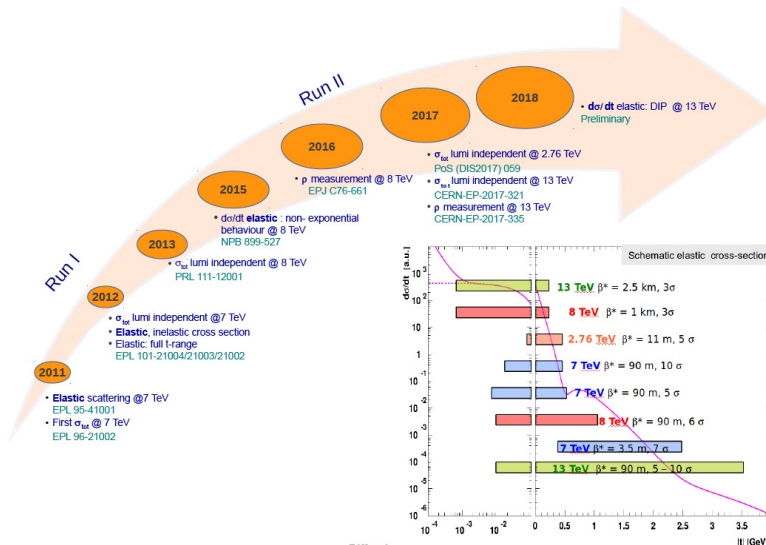 Run I
Run II
2011
• Elastic scattering @7 TeV
EPL 95-41001
• First σtot @ 7 TeV
EPL 96-21002
2012
• σtot lumi independent @7 TeV
• Elastic, inelastic cross section
• Elastic: full t-range
EPL 101-21004/21003/21002
2013
• σtot lumi independent @ 8 TeV
PRL 111-12001
2015
• dσ/dt elastic : non- exponential
behaviour @ 8 TeV
NPB 899-527
2016
• ρ measurement @ 8 TeV
EPJ C76-661
2017
• σtot lumi independent @ 2.76 TeV
PoS (DIS2017) 059
• σtot lumi independent @ 13 TeV
CERN-EP-2017-321
• ρ measurement @ 13 TeV
CERN-EP-2017-335
2018
• dσ/ dt elastic: DIP @ 13 TeV
Preliminary
Schematic elastic cross-section
dσ/dt [a.u.]
13 TeV β* = 2.5 km, 3σ
8 TeV β* = 1 km, 3σ
2.76 TeV β* = 11 m, 5 σ
7 TeV β* = 90 m, 10 σ
7 TeV β* = 90 m, 5 σ
8 TeV β* = 90 m, 6 σ
7 TeV β* = 3.5 m, 7 σ
13 TeV β* = 90 m, 5 – 10 σ
10^3
10^2
10
1
10^-1
10^-2
10^-3
10^-4
10^-5
10^-6
10^-4 10^-3 10^-2 10 0 0.5 1 1.5 2 2.5 3 3.5
|t| [GeV